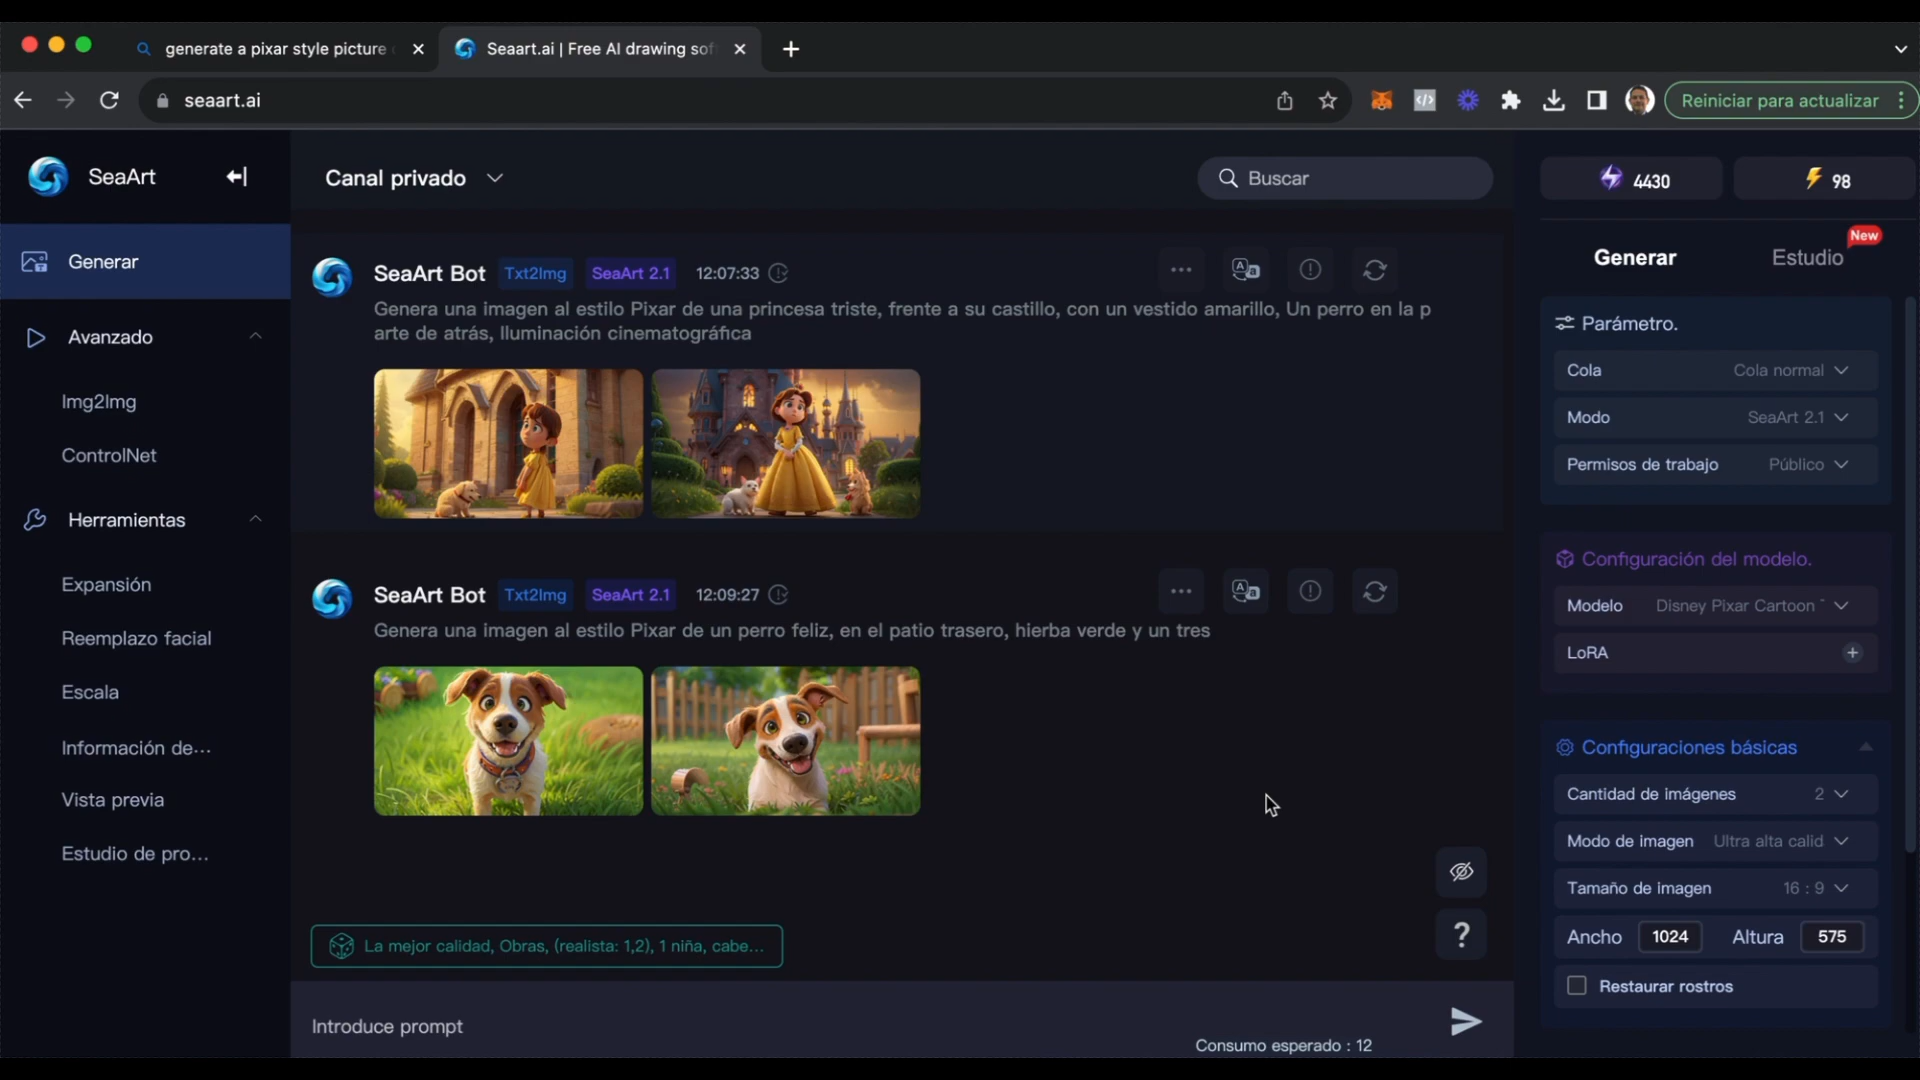 generate a pixar style picture
Seaart.ai | Free AI drawing sof
seaart.ai
Reiniciar para actualizar
SeaArt
Canal privado
Buscar
4430
98
Generar
Avanzado
Img2Img
ControlNet
Herramientas
Expansión
Reemplazo facial
Escala
Información de...
Vista previa
Estudio de pro...
SeaArt Bot Txt2Img SeaArt 2.1 12:07:33
Genera una imagen al estilo Pixar de una princesa triste, frente a su castillo, con un vestido amarillo, Un perro en la p
arte de atrás, Iluminación cinematográfica
SeaArt Bot Txt2Img SeaArt 2.1 12:09:27
Genera una imagen al estilo Pixar de un perro feliz, en el patio trasero, hierba verde y un tres
La mejor calidad, Obras, (realista: 1,2), 1 niña, cabe...
?
Introduce prompt
Consumo esperado : 12
Generar
Estudio
New
Parámetro.
Cola Cola normal
Modo SeaArt 2.1
Permisos de trabajo Público
Configuración del modelo.
Modelo Disney Pixar Cartoon
LoRA +
Configuraciones básicas
Cantidad de imágenes 2
Modo de imagen Ultra alta calid
Tamaño de imagen 16 : 9
Ancho 1024 Altura 575
Restaurar rostros